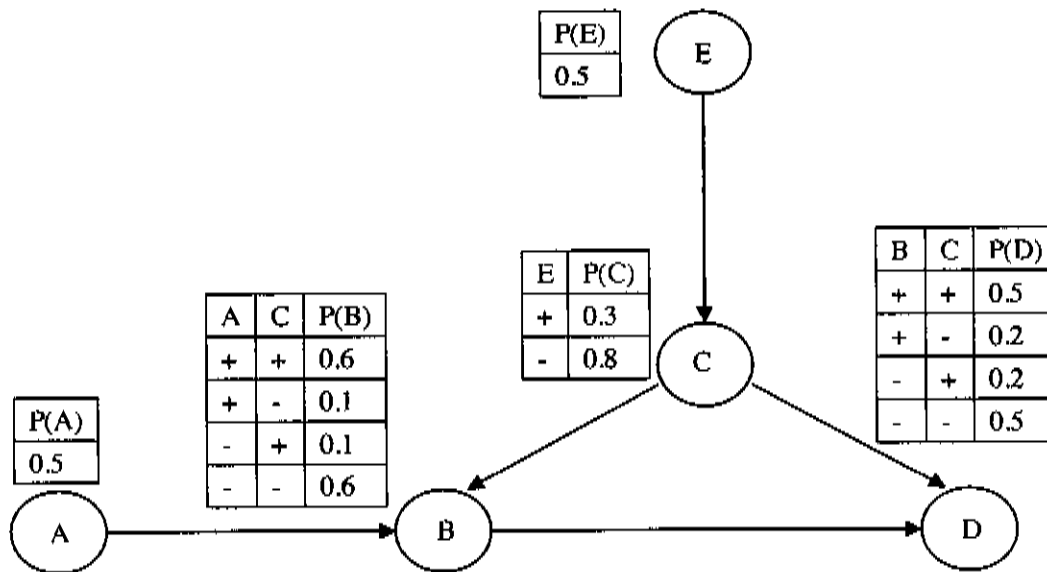 P(E)
0.5
E
B C P(D)
+ + 0.5
+ - 0.2
- + 0.2
- - 0.5
E P(C)
+ 0.3
- 0.8
C
A C P(B)
+ + 0.6
+ - 0.1
- + 0.1
- - 0.6
P(A)
0.5
A
B
D